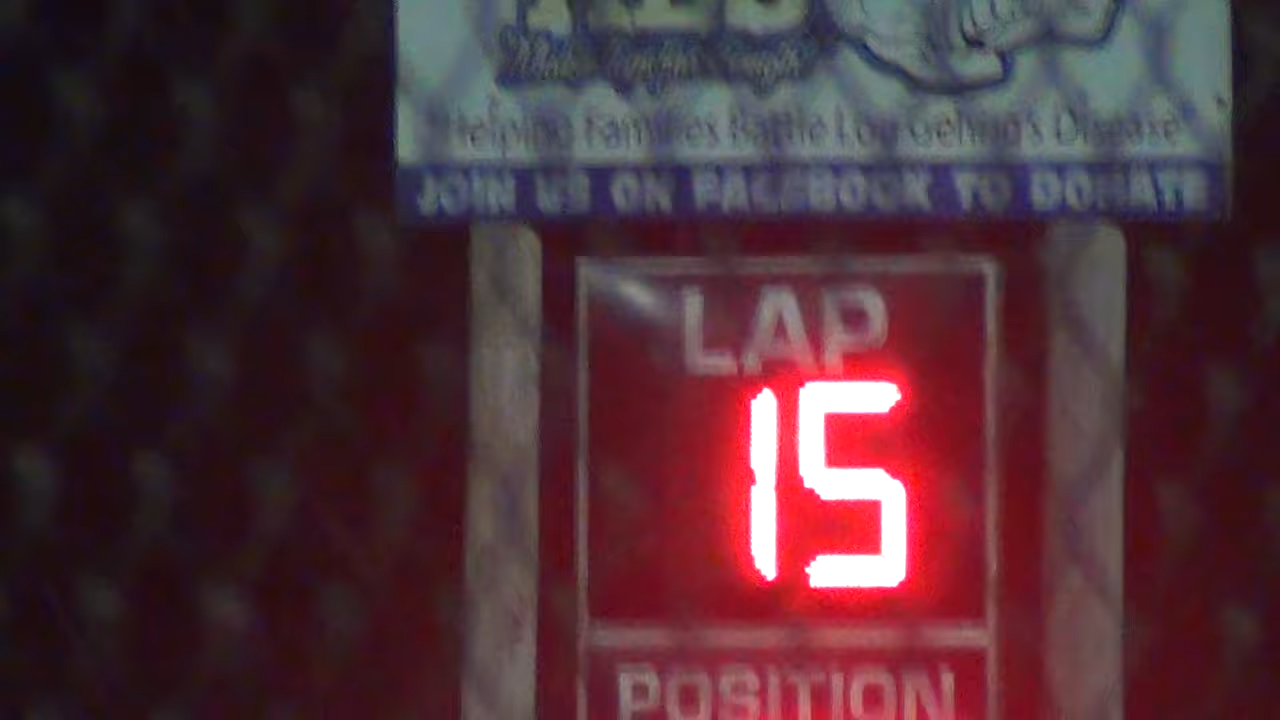 Helping Families Battle Lou Gehrig's Disease
JOIN US ON FACEBOOK TO DONATE
LAP
15
POSITION